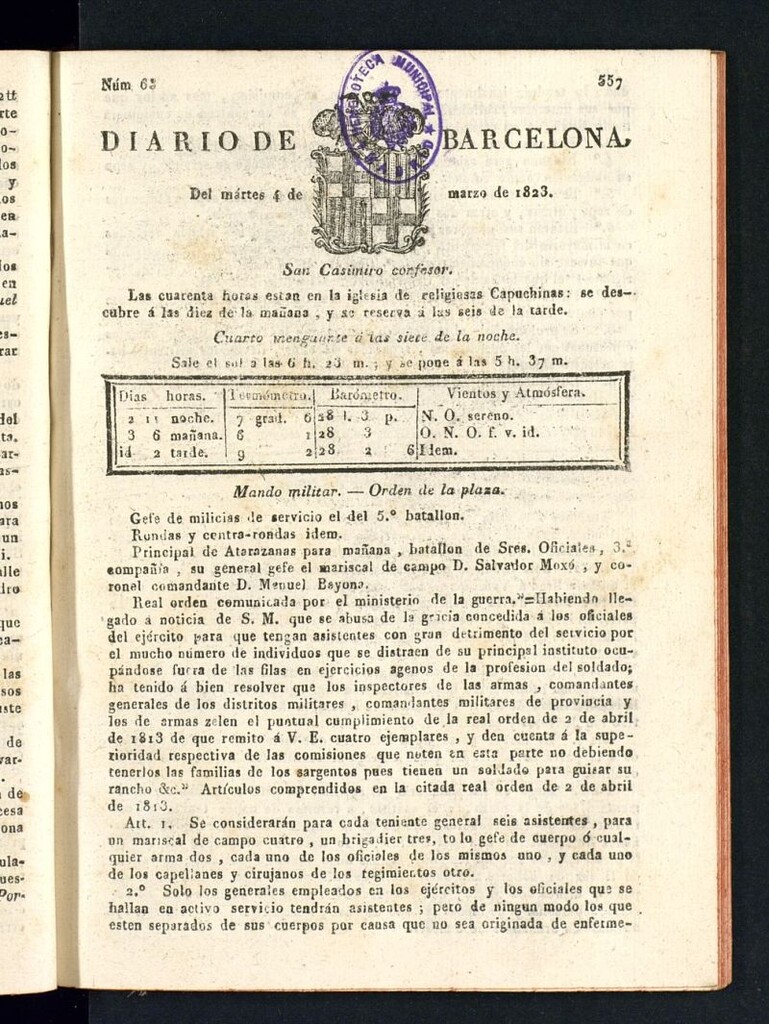 Núm 63
557
HEMEROTECA MUNICIPAL
DIARIO DE BARCELONA,
Del mártes 4 de marzo de 1823.
San Casimiro confesor.
Las cuarenta horas estan en la iglesia de religiosas Capuchinas: se des-
cubre á las diez de la mañana, y se reserva á las seis de la tarde.
Cuarto menguante á las siete de la noche.
Sale el sol a las 6 h. 23 m.; y se pone á las 5 h. 37 m.
Dias horas. Termómetro. Barómetro. Vientos y Atmósfera.
2 11 noche. 7 grad. 6 28 l. 3 p. N. O. sereno.
3 6 mañana. 6 1 28 3 O. N. O. f. v. id.
id 2 tarde. 9 2 28 2 6 Idem.
Mando militar. — Orden de la plaza.
Gefe de milicias de servicio el del 5.º batallon.
Rondas y contra-rondas idem.
Principal de Atarazanas para mañana, batallon de Sres. Oficiales, 3.ª
compañía, su general gefe el mariscal de campo D. Salvador Moxó, y co-
ronel comandante D. Manuel Bayona.
Real orden comunicada por el ministerio de la guerra."=Habiendo lle-
gado a noticia de S. M. que se abusa de la gracia concedida á los oficiales
del ejército para que tengan asistentes con gran detrimento del servicio por
el mucho número de individuos que se distraen de su principal instituto ocu-
pándose fuera de las filas en ejercicios agenos de la profesion del soldado;
ha tenido á bien resolver que los inspectores de las armas, comandantes
generales de los distritos militares, comandantes militares de provincia y
los de armas zelen el puntual cumplimiento de la real orden de 2 de abril
de 1813 de que remito á V. E. cuatro ejemplares, y den cuenta á la supe-
rioridad respectiva de las comisiones que noten en esta parte no debiendo
tenerlos las familias de los sargentos pues tienen un soldado para guisar su
rancho &c." Artículos comprendidos en la citada real orden de 2 de abril
de 1813.
Art. 1. Se considerarán para cada teniente general seis asistentes, para
un mariscal de campo cuatro, un brigadier tres, to lo gefe de cuerpo ó cual-
quier arma dos, cada uno de los oficiales de los mismos uno, y cada uno
de los capellanes y cirujanos de los regimientos otro.
2.º Solo los generales empleados en los ejércitos y los oficiales que se
hallan en activo servicio tendrán asistentes; pero de ningun modo los que
esten separados de sus cuerpos por causa que no sea originada de enferme-